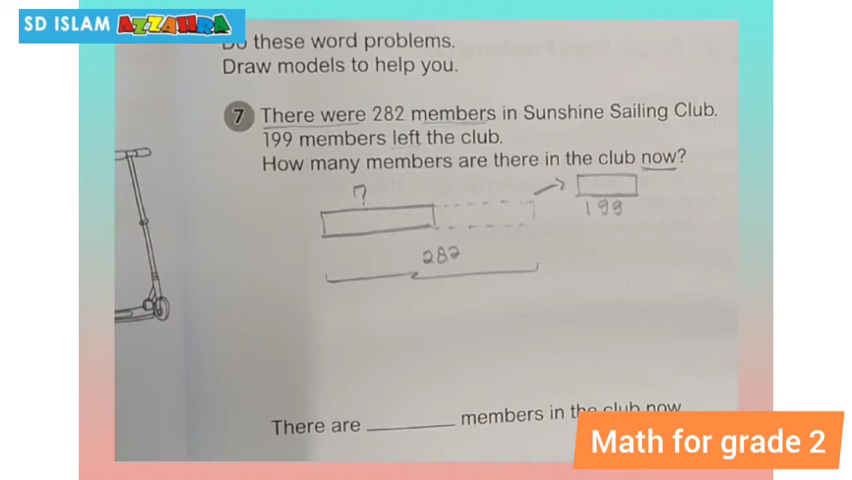 SD ISLAM AZZAHRA
Do these word problems.
Draw models to help you.
7 There were 282 members in Sunshine Sailing Club.
199 members left the club.
How many members are there in the club now?
?
199
282
There are ________ members in the club now
Math for grade 2